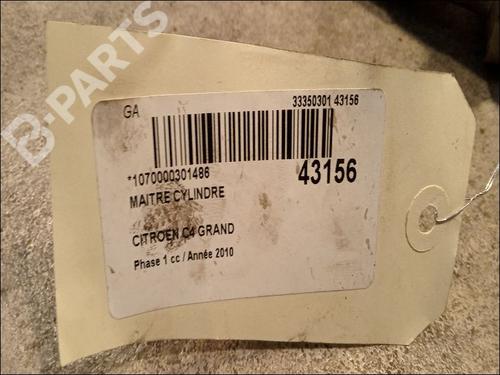 B-PARTS
GA
33350301 43156
*1070000301486
43156
MAITRE CYLINDRE
CITROEN C4 GRAND
Phase 1 cc / Année 2010